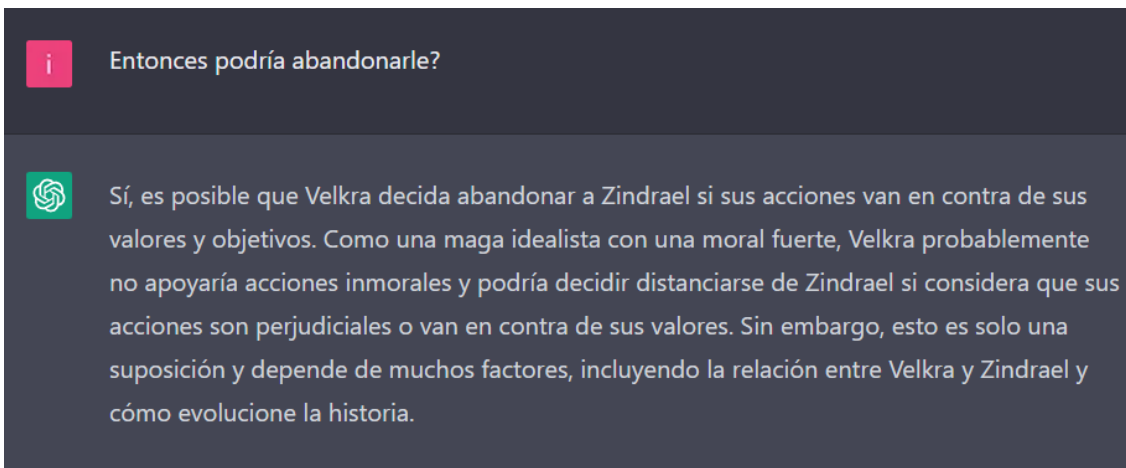 i
Entonces podría abandonarle?
Sí, es posible que Velkra decida abandonar a Zindrael si sus acciones van en contra de sus
valores y objetivos. Como una maga idealista con una moral fuerte, Velkra probablemente
no apoyaría acciones inmorales y podría decidir distanciarse de Zindrael si considera que sus
acciones son perjudiciales o van en contra de sus valores. Sin embargo, esto es solo una
suposición y depende de muchos factores, incluyendo la relación entre Velkra y Zindrael y
cómo evolucione la historia.